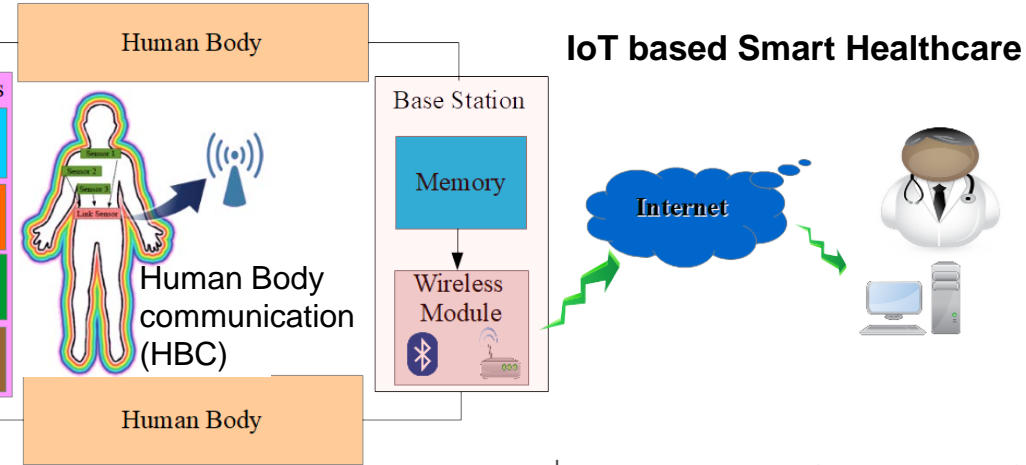 Human Body
IoT based Smart Healthcare
s
Base Station
Sensor 1
Sensor 2
Sensor 3
Link Sensor
Memory
Internet
Human Body
communication
(HBC)
Wireless
Module
Human Body